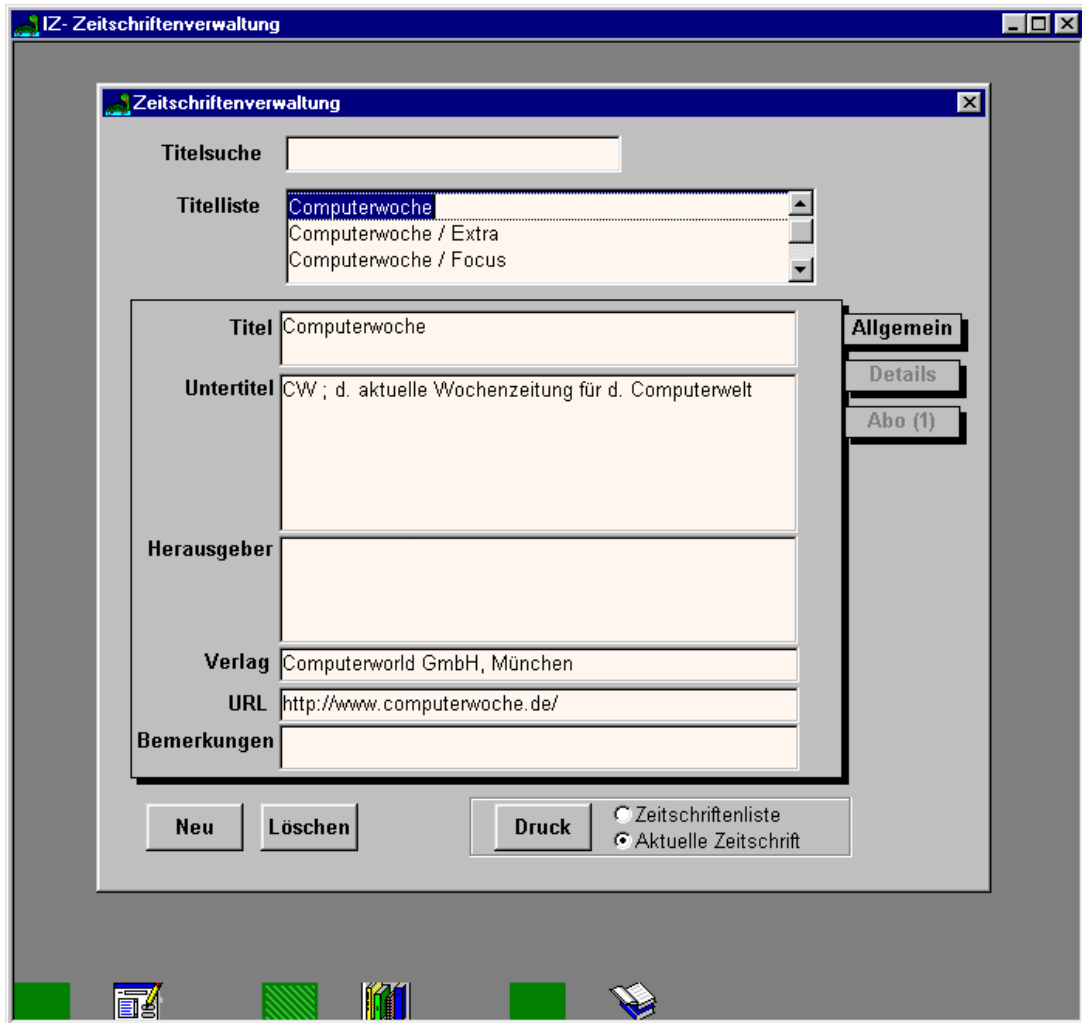 IZ- Zeitschriftenverwaltung
Zeitschriftenverwaltung
Titelsuche
Titelliste
Computerwoche
Computerwoche / Extra
Computerwoche / Focus
Titel Computerwoche
Allgemein
Details
Abo (1)
Untertitel CW ; d. aktuelle Wochenzeitung für d. Computerwelt
Herausgeber
Verlag Computerworld GmbH, München
URL http://www.computerwoche.de/
Bemerkungen
Neu Löschen Druck
Zeitschriftenliste
Aktuelle Zeitschrift